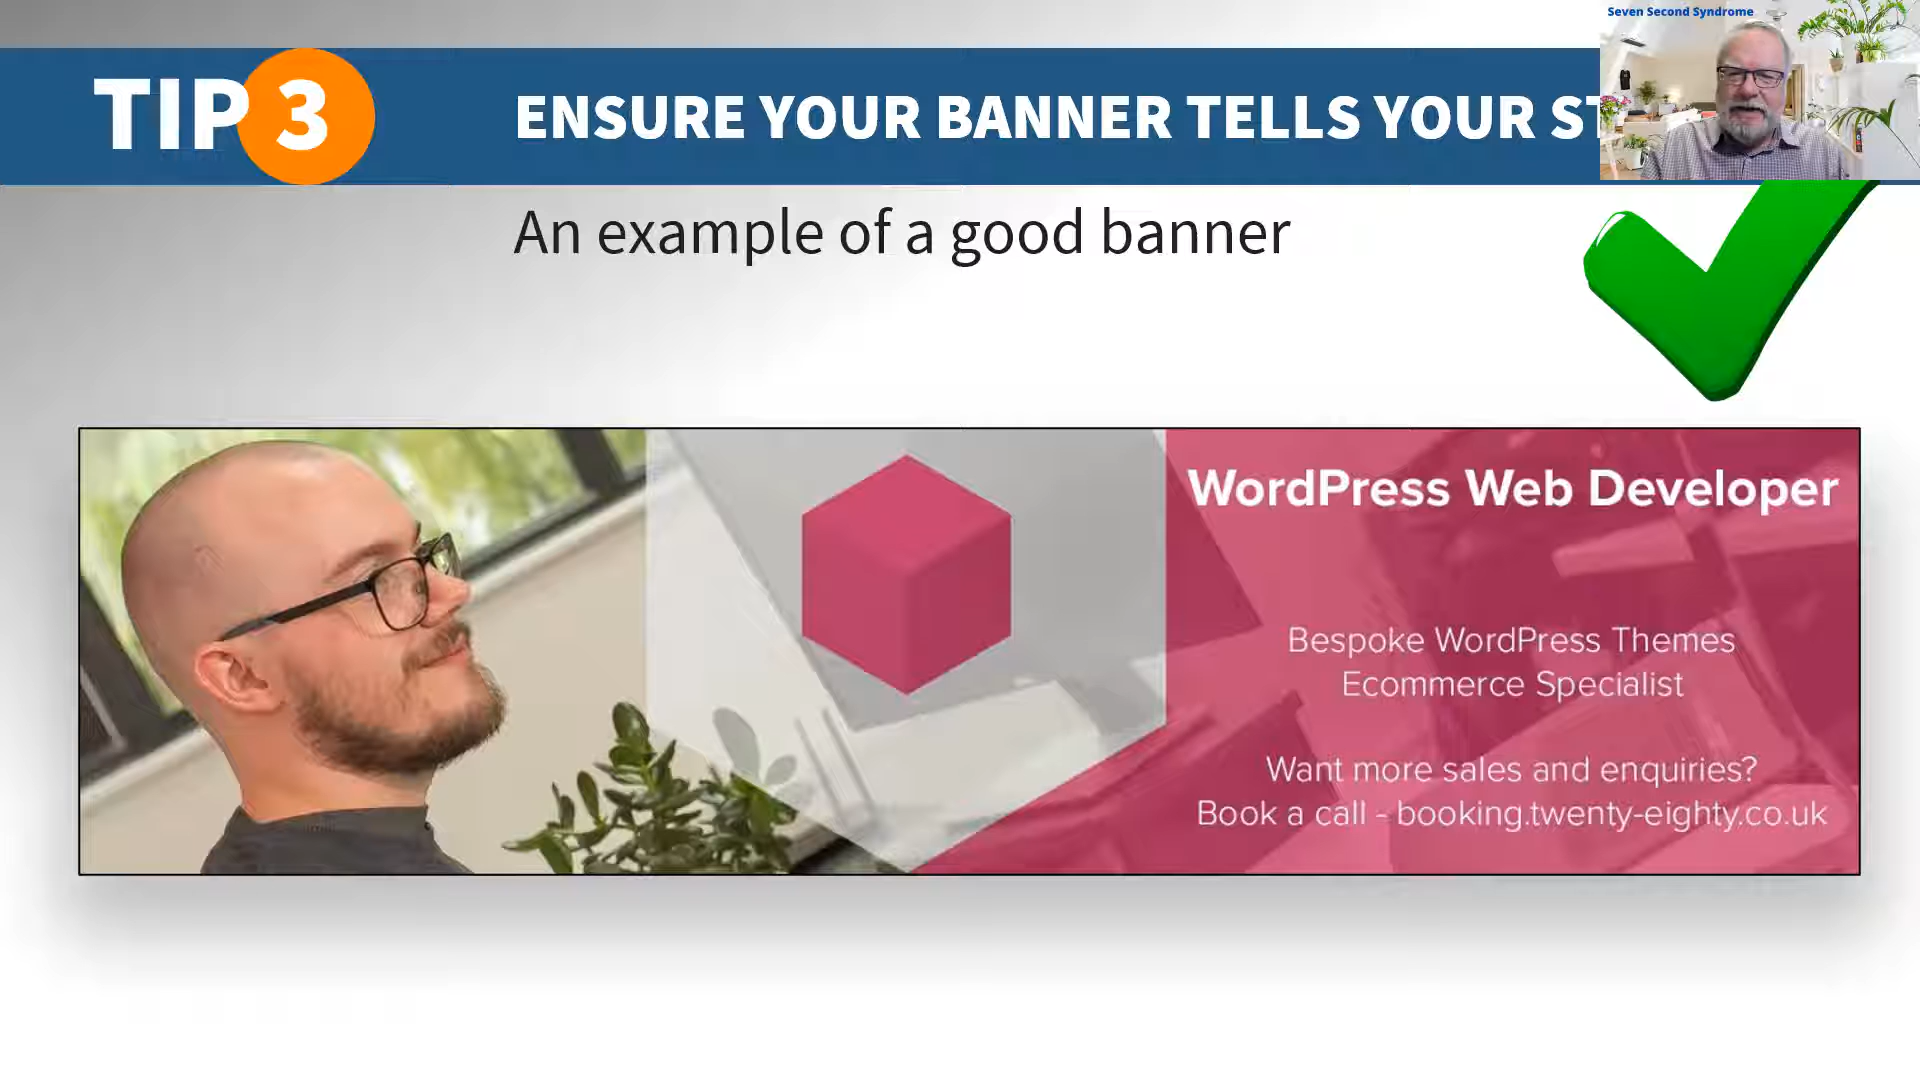 Seven Second Syndrome
TIP 3
ENSURE YOUR BANNER TELLS YOUR ST
An example of a good banner
WordPress Web Developer
Bespoke WordPress Themes
Ecommerce Specialist
Want more sales and enquiries?
Book a call - booking.twenty-eighty.co.uk